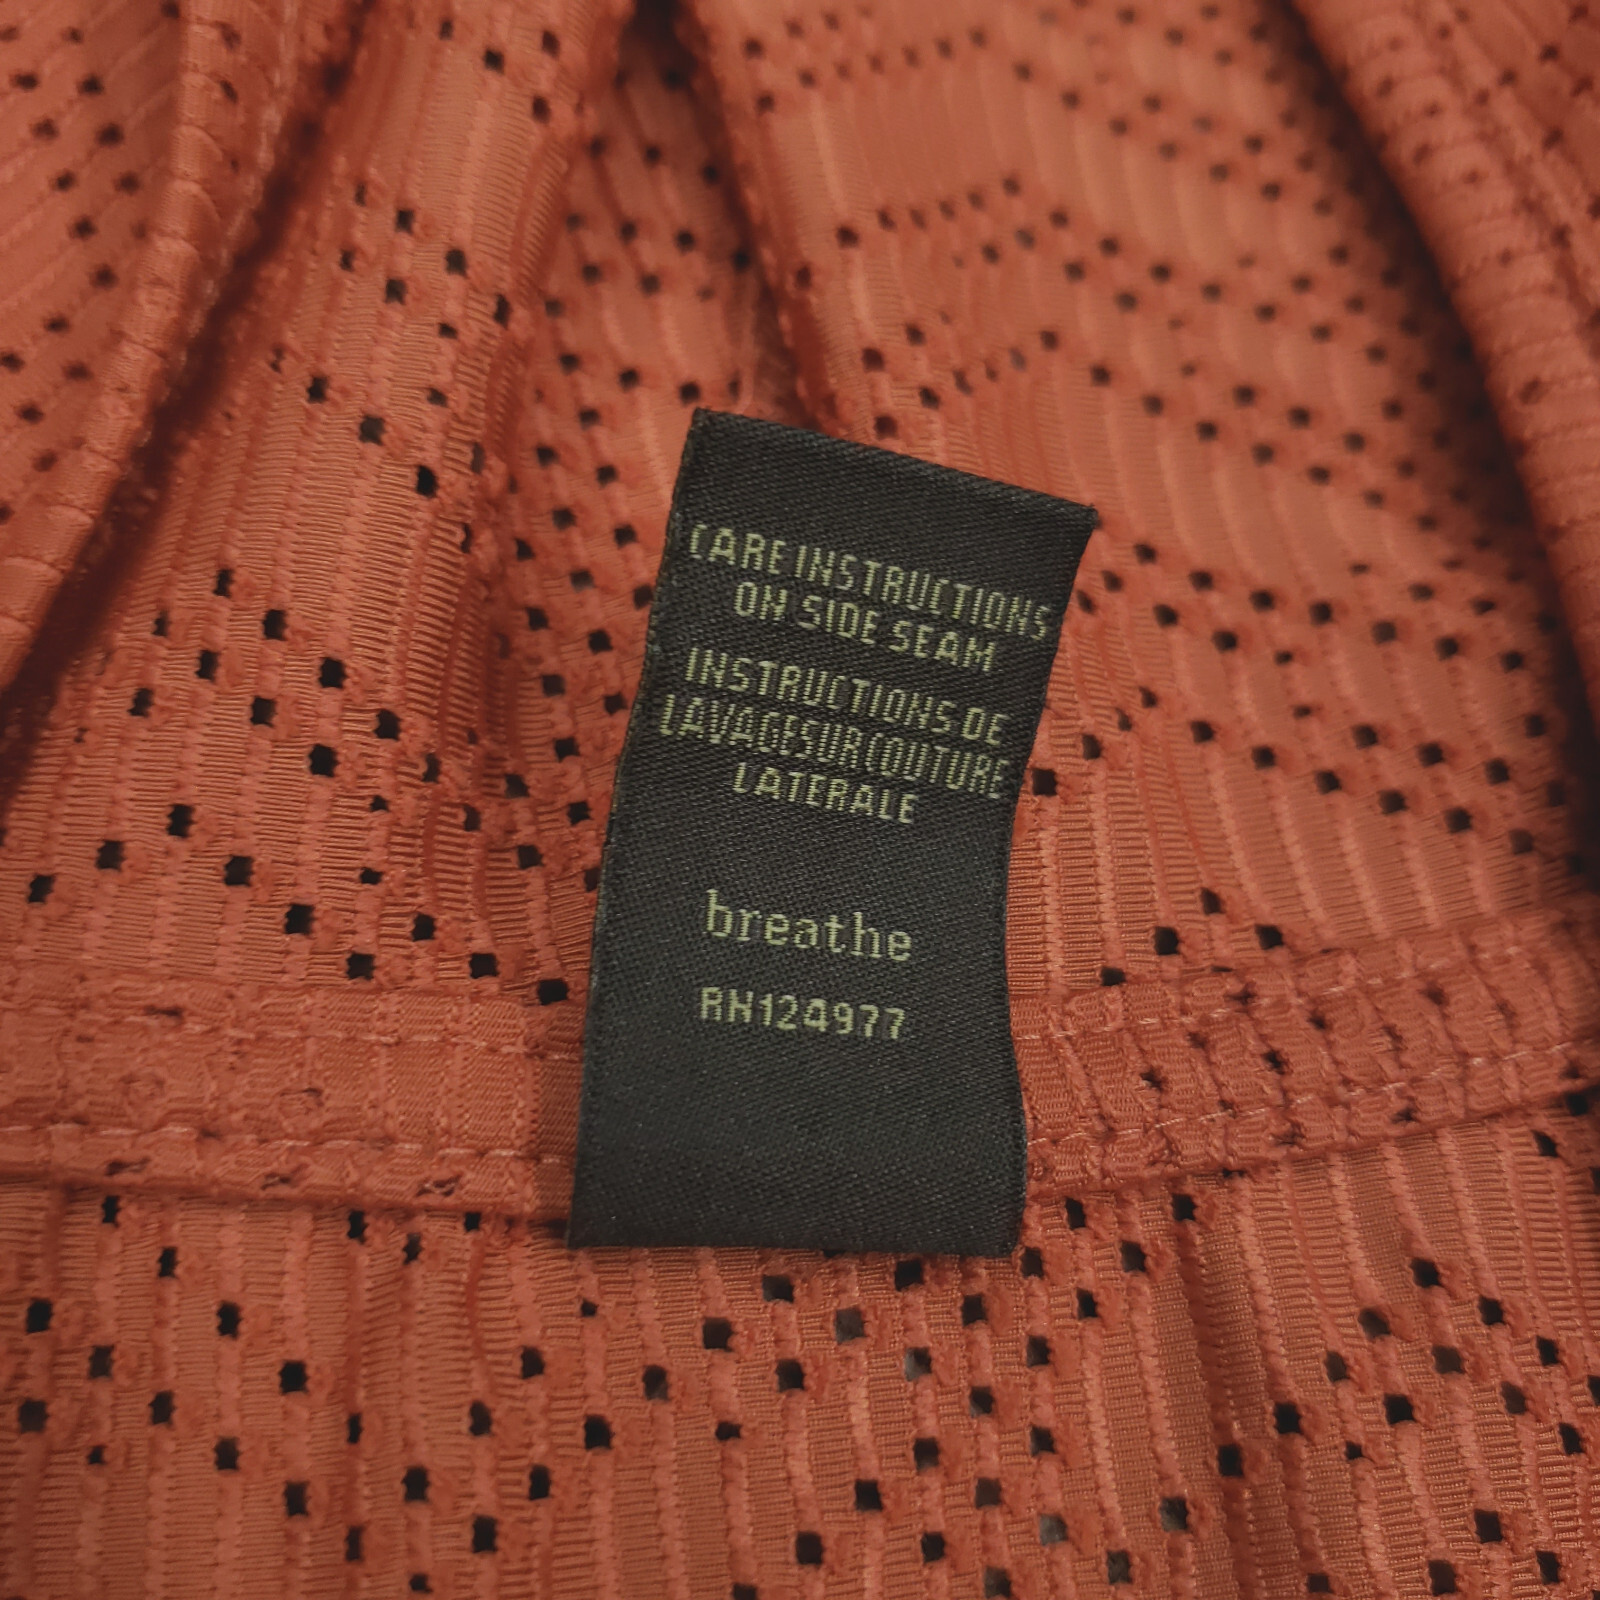 CARE INSTRUCTIONS
ON SIDE SEAM
INSTRUCTIONS DE
LAVAGE SUR COUTURE
LATERALE
breathe
RN124977